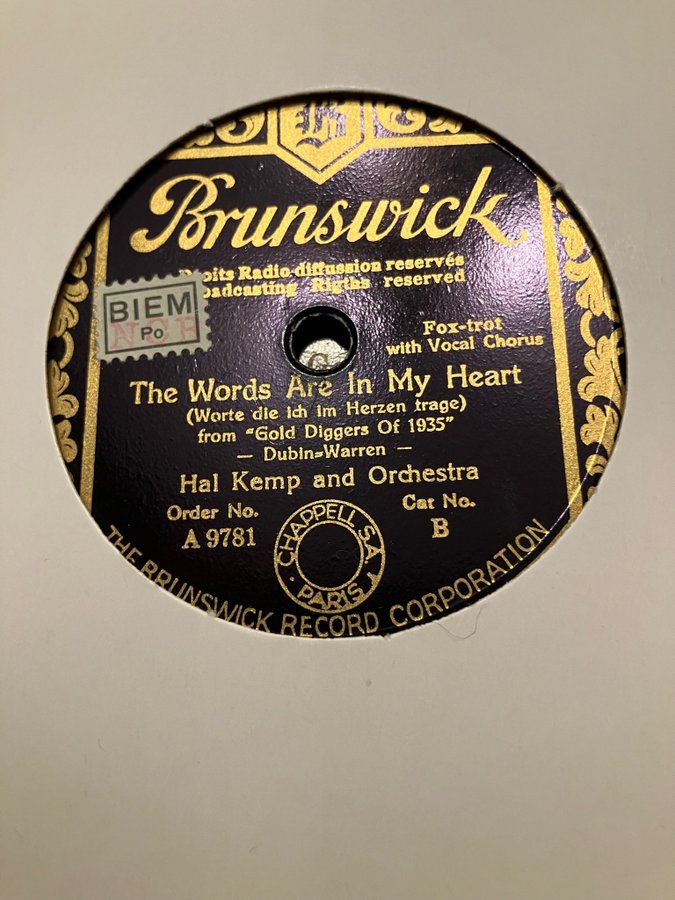 B
Brunswick
Droits Radio-diffussion reservés
Broadcasting Rigths reserved
BIEM
Po
Fox-trot
with Vocal Chorus
The Words Are In My Heart
(Worte die ich im Herzen trage)
from "Gold Diggers Of 1935"
— Dubin=Warren —
Hal Kemp and Orchestra
Order No.
A 9781
Cat No.
B
CHAPPELL S.A.
PARIS
THE BRUNSWICK RECORD CORPORATION